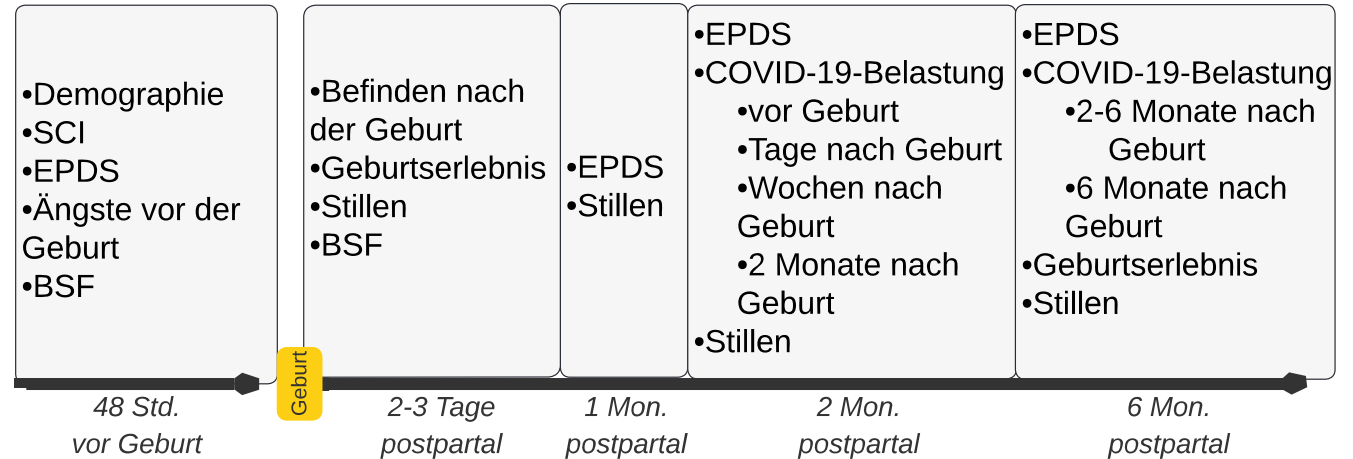 •Demographie
•SCI
•EPDS
•Ängste vor der
Geburt
•BSF
•Befinden nach
der Geburt
•Geburtserlebnis
•Stillen
•BSF
•EPDS
•Stillen
•EPDS
•COVID-19-Belastung
•vor Geburt
•Tage nach Geburt
•Wochen nach
Geburt
•2 Monate nach
Geburt
•Stillen
•EPDS
•COVID-19-Belastung
•2-6 Monate nach
Geburt
•6 Monate nach
Geburt
•Geburtserlebnis
•Stillen
Geburt
48 Std.
vor Geburt
2-3 Tage
postpartal
1 Mon.
postpartal
2 Mon.
postpartal
6 Mon.
postpartal